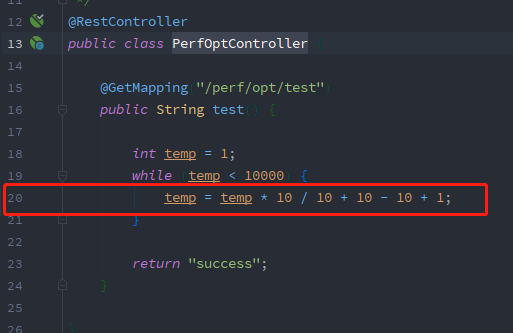 11 */
12 @RestController
13 public class PerfOptController {
14
15 @GetMapping("/perf/opt/test")
16 public String test() {
17
18 int temp = 1;
19 while (temp < 10000) {
20 temp = temp * 10 / 10 + 10 - 10 + 1;
21 }
22
23 return "success";
24 }
25
26 }